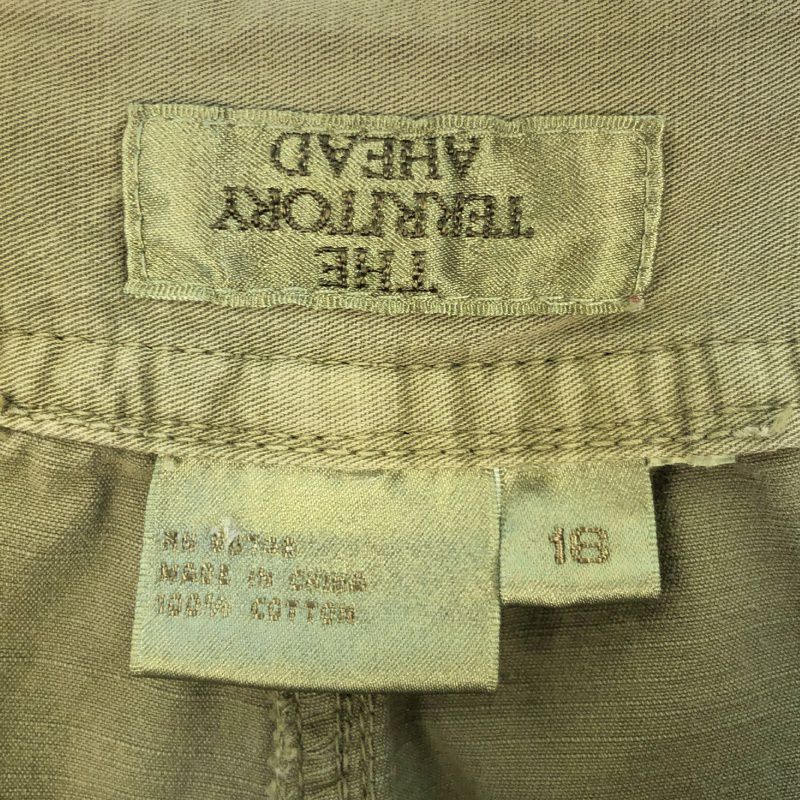 THE
TERRITORY
AHEAD
MADE IN CHINA
100% COTTON
18